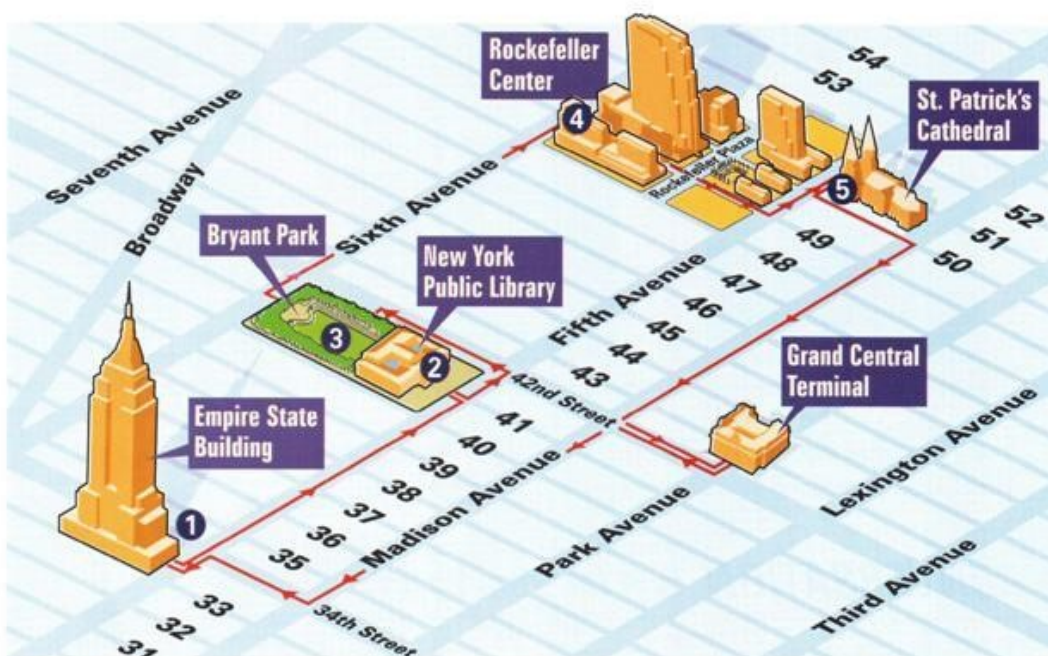 Rockefeller
Center
4
54
53
St. Patrick's
Cathedral
Seventh Avenue
Broadway
Sixth Avenue
Rockefeller Plaza
5
52
51
50
Bryant Park
New York
Public Library
3
2
Fifth Avenue
49
48
47
46
45
44
43
42nd Street
41
40
39
38
37
36
35
Grand Central
Terminal
Empire State
Building
1
Madison Avenue
Park Avenue
Lexington Avenue
Third Avenue
34th Street
33
32
31